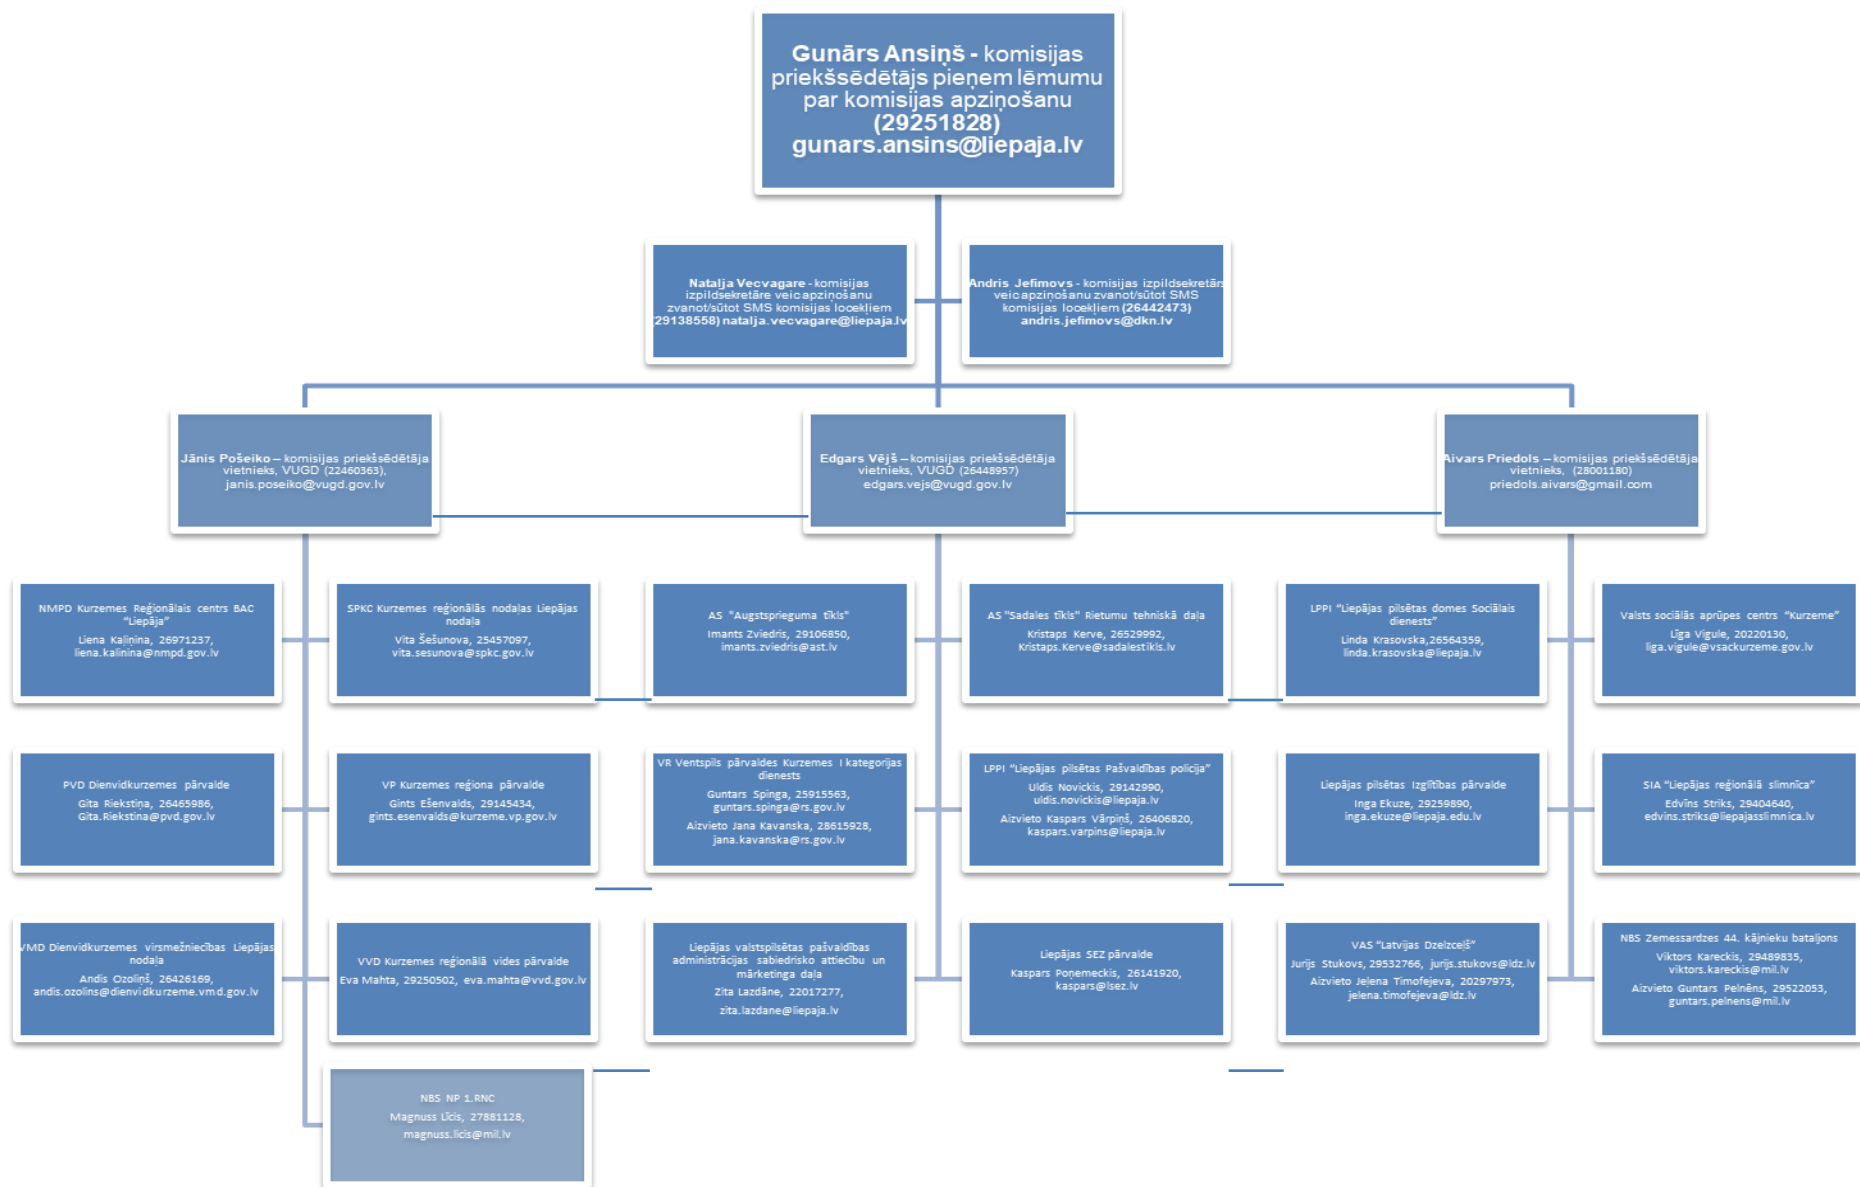 Gunārs Ansiņš - komisijas
priekšsēdētājs pieņem lēmumu
par komisijas apziņošanu
(29251828)
gunars.ansins@liepaja.lv
Natalja Vecvagare - komisijas
izpildsekretāre veic apziņošanu
zvanot/sūtot SMS komisijas locekļiem
(29138558) natalja.vecvagare@liepaja.lv
Andris Jefimovs - komisijas izpildsekretārs
veic apziņošanu zvanot/sūtot SMS
komisijas locekļiem (26442473)
andris.jefimovs@dkn.lv
Jānis Pošeiko – komisijas priekšsēdētāja
vietnieks, VUGD (22460363),
janis.poseiko@vugd.gov.lv
Edgars Vējš – komisijas priekšsēdētāja
vietnieks, VUGD (26448957)
edgars.vejs@vugd.gov.lv
Aivars Priedols – komisijas priekšsēdētāja
vietnieks, (28001180)
priedols.aivars@gmail.com
NMPD Kurzemes Reģionālais centrs BAC
“Liepāja”
Liena Kaļiņina, 26971237,
liena.kalinina@nmpd.gov.lv
SPKC Kurzemes reģionālās nodaļas Liepājas
nodaļa
Vita Šešunova, 25457097,
vita.sesunova@spkc.gov.lv
AS "Augstsprieguma tīkls"
Imants Zviedris, 29106850,
imants.zviedris@ast.lv
AS "Sadales tīkls" Rietumu tehniskā daļa
Kristaps Kerve, 26529992,
Kristaps.Kerve@sadalestikls.lv
LPPI “Liepājas pilsētas domes Sociālais
dienests”
Linda Krasovska,26564359,
linda.krasovska@liepaja.lv
Valsts sociālās aprūpes centrs “Kurzeme”
Līga Vigule, 20220130,
liga.vigule@vsackurzeme.gov.lv
PVD Dienvidkurzemes pārvalde
Gita Riekstiņa, 26465986,
Gita.Riekstina@pvd.gov.lv
VP Kurzemes reģiona pārvalde
Gints Ešenvalds, 29145434,
gints.esenvalds@kurzeme.vp.gov.lv
VR Ventspils pārvaldes Kurzemes I kategorijas
dienests
Guntars Spinga, 25915563,
guntars.spinga@rs.gov.lv
Aizvieto Jana Kavanska, 28615928,
jana.kavanska@rs.gov.lv
LPPI “Liepājas pilsētas Pašvaldības policija”
Uldis Novickis, 29142990,
uldis.novickis@liepaja.lv
Aizvieto Kaspars Vārpiņš, 26406820,
kaspars.varpins@liepaja.lv
Liepājas pilsētas Izglītības pārvalde
Inga Ekuze, 29259890,
inga.ekuze@liepaja.edu.lv
SIA “Liepājas reģionālā slimnīca”
Edvīns Striks, 29404640,
edvins.striks@liepajasslimnica.lv
VMD Dienvidkurzemes virsmežniecības Liepājas
nodaļa
Andis Ozoliņš, 26426169,
andis.ozolins@dienvidkurzeme.vmd.gov.lv
VVD Kurzemes reģionālā vides pārvalde
Eva Mahta, 29250502, eva.mahta@vvd.gov.lv
Liepājas valstspilsētas pašvaldības
administrācijas sabiedrisko attiecību un
mārketinga daļa
Zita Lazdāne, 22017277,
zita.lazdane@liepaja.lv
Liepājas SEZ pārvalde
Kaspars Poņemeckis, 26141920,
kaspars@lsez.lv
VAS “Latvijas Dzelzceļš”
Jurijs Stukovs, 29532766, jurijs.stukovs@ldz.lv
Aizvieto Jeļena Timofejeva, 20297973,
jelena.timofejeva@ldz.lv
NBS Zemessardzes 44. kājnieku bataljons
Viktors Kareckis, 29489835,
viktors.kareckis@mil.lv
Aizvieto Guntars Pelnēns, 29522053,
guntars.pelnens@mil.lv
NBS NP 1.RNC
Magnuss Līcis, 27881128,
magnuss.licis@mil.lv